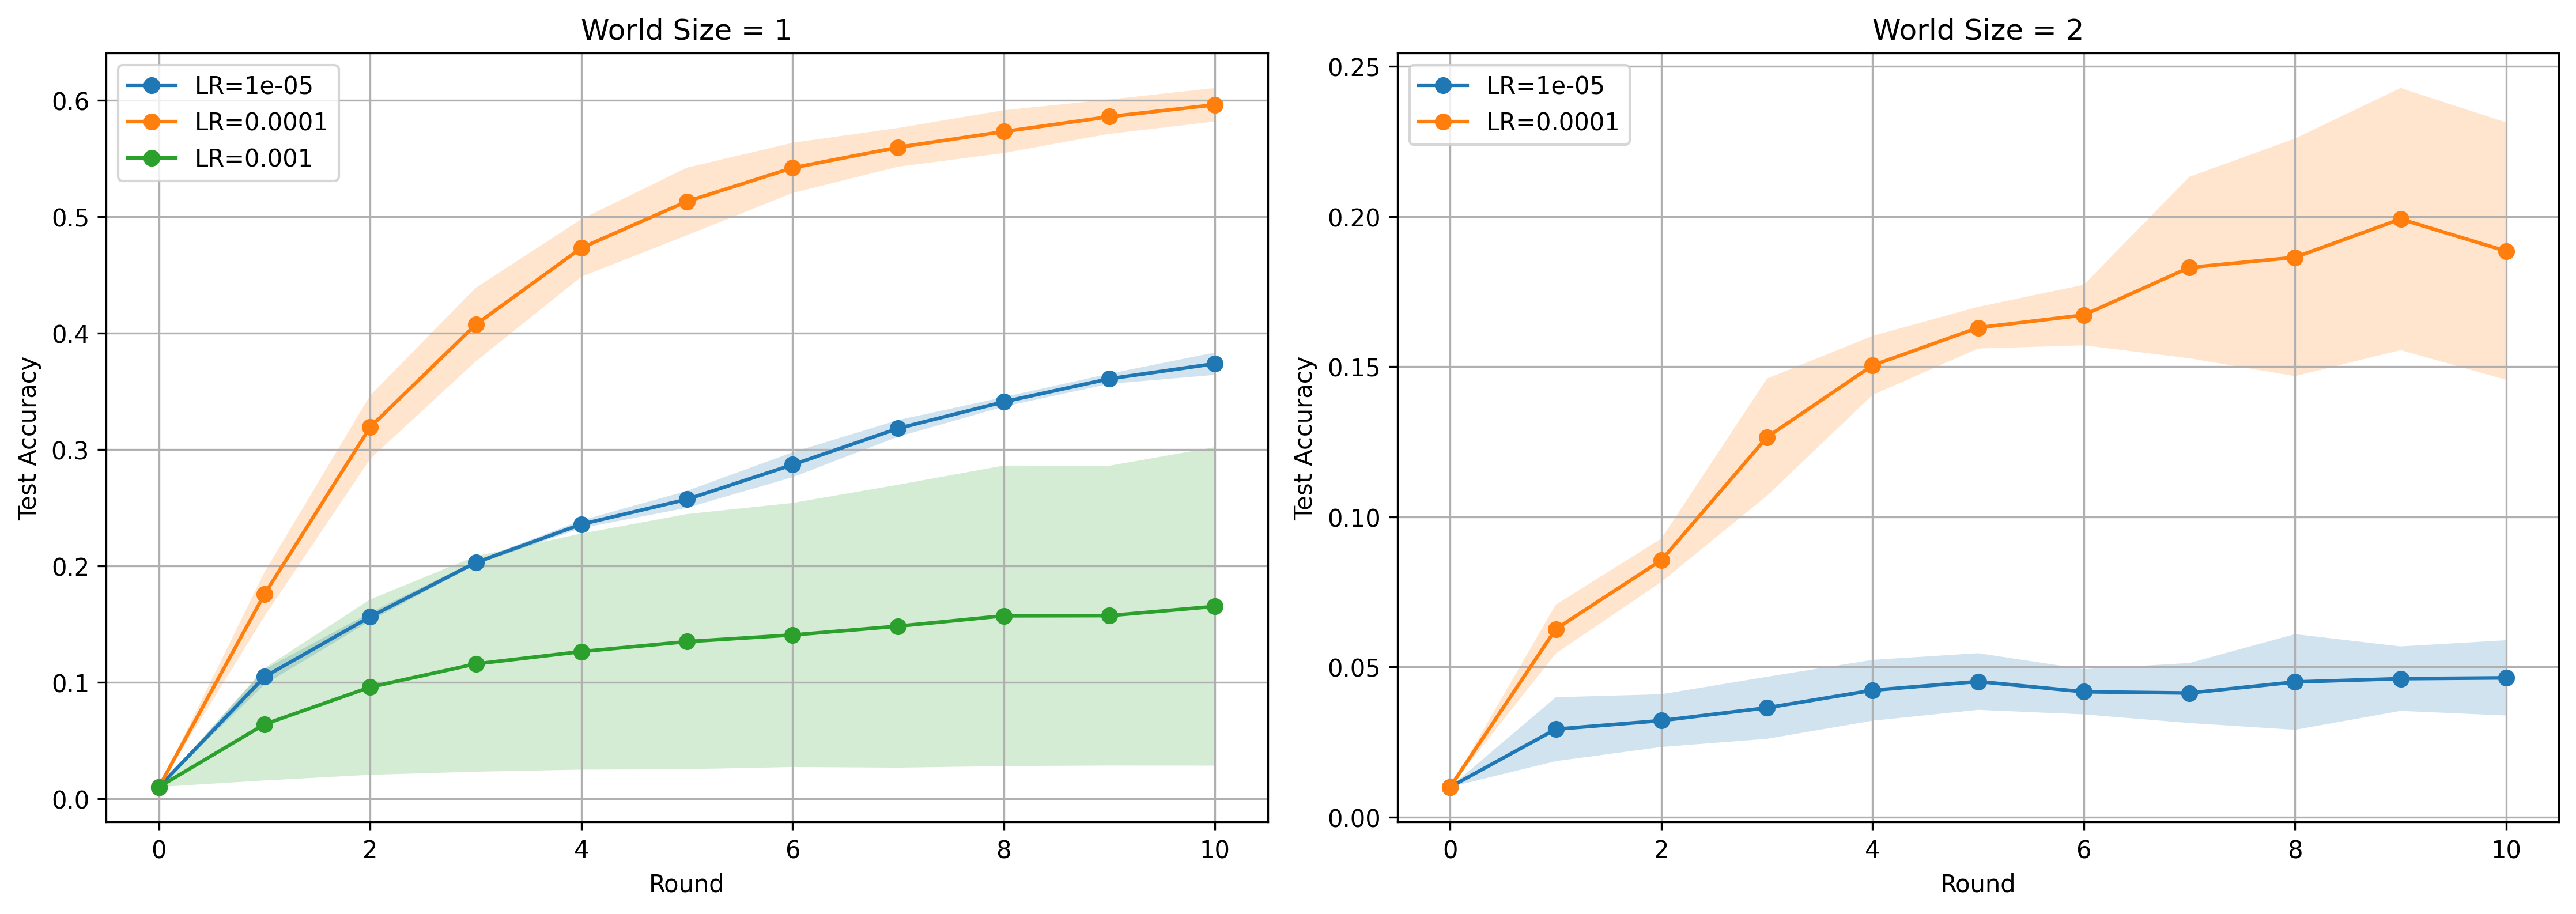 World Size = 1
LR=1e-05
LR=0.0001
LR=0.001
Test Accuracy
0.6
0.5
0.4
0.3
0.2
0.1
0.0
0 2 4 6 8 10
Round
World Size = 2
LR=1e-05
LR=0.0001
Test Accuracy
0.25
0.20
0.15
0.10
0.05
0.00
0 2 4 6 8 10
Round